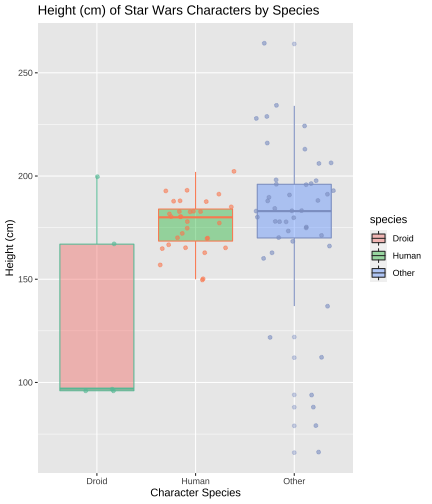 Height (cm) of Star Wars Characters by Species
Height (cm)
250
200
150
100
Droid
Human
Other
Character Species
species
Droid
Human
Other